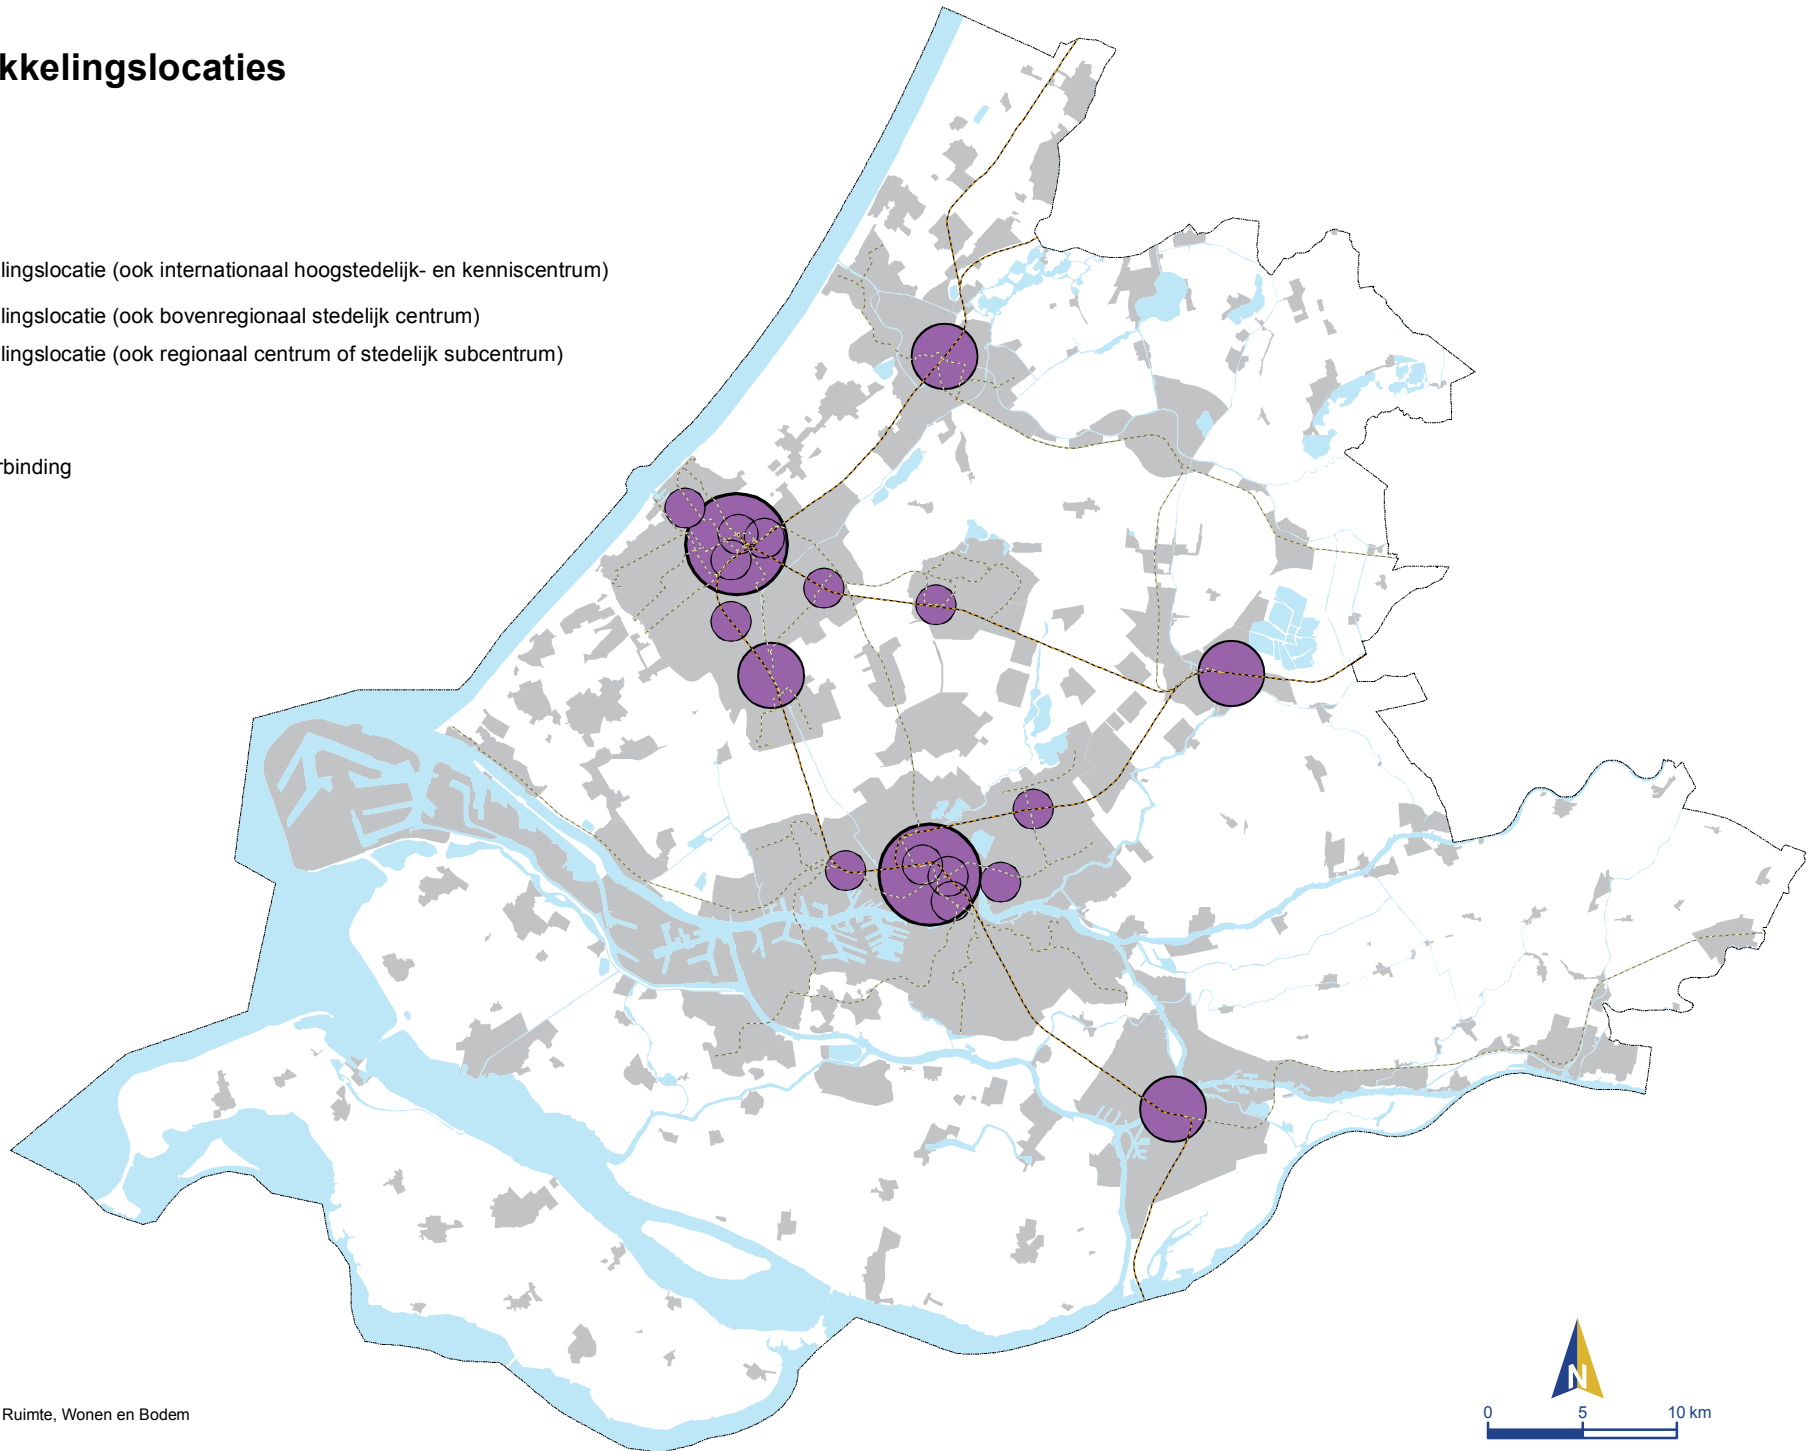 kkelingslocaties
lingslocatie (ook internationaal hoogstedelijk- en kenniscentrum)
lingslocatie (ook bovenregionaal stedelijk centrum)
lingslocatie (ook regionaal centrum of stedelijk subcentrum)
rbinding
Ruimte, Wonen en Bodem
N
0 5 10 km